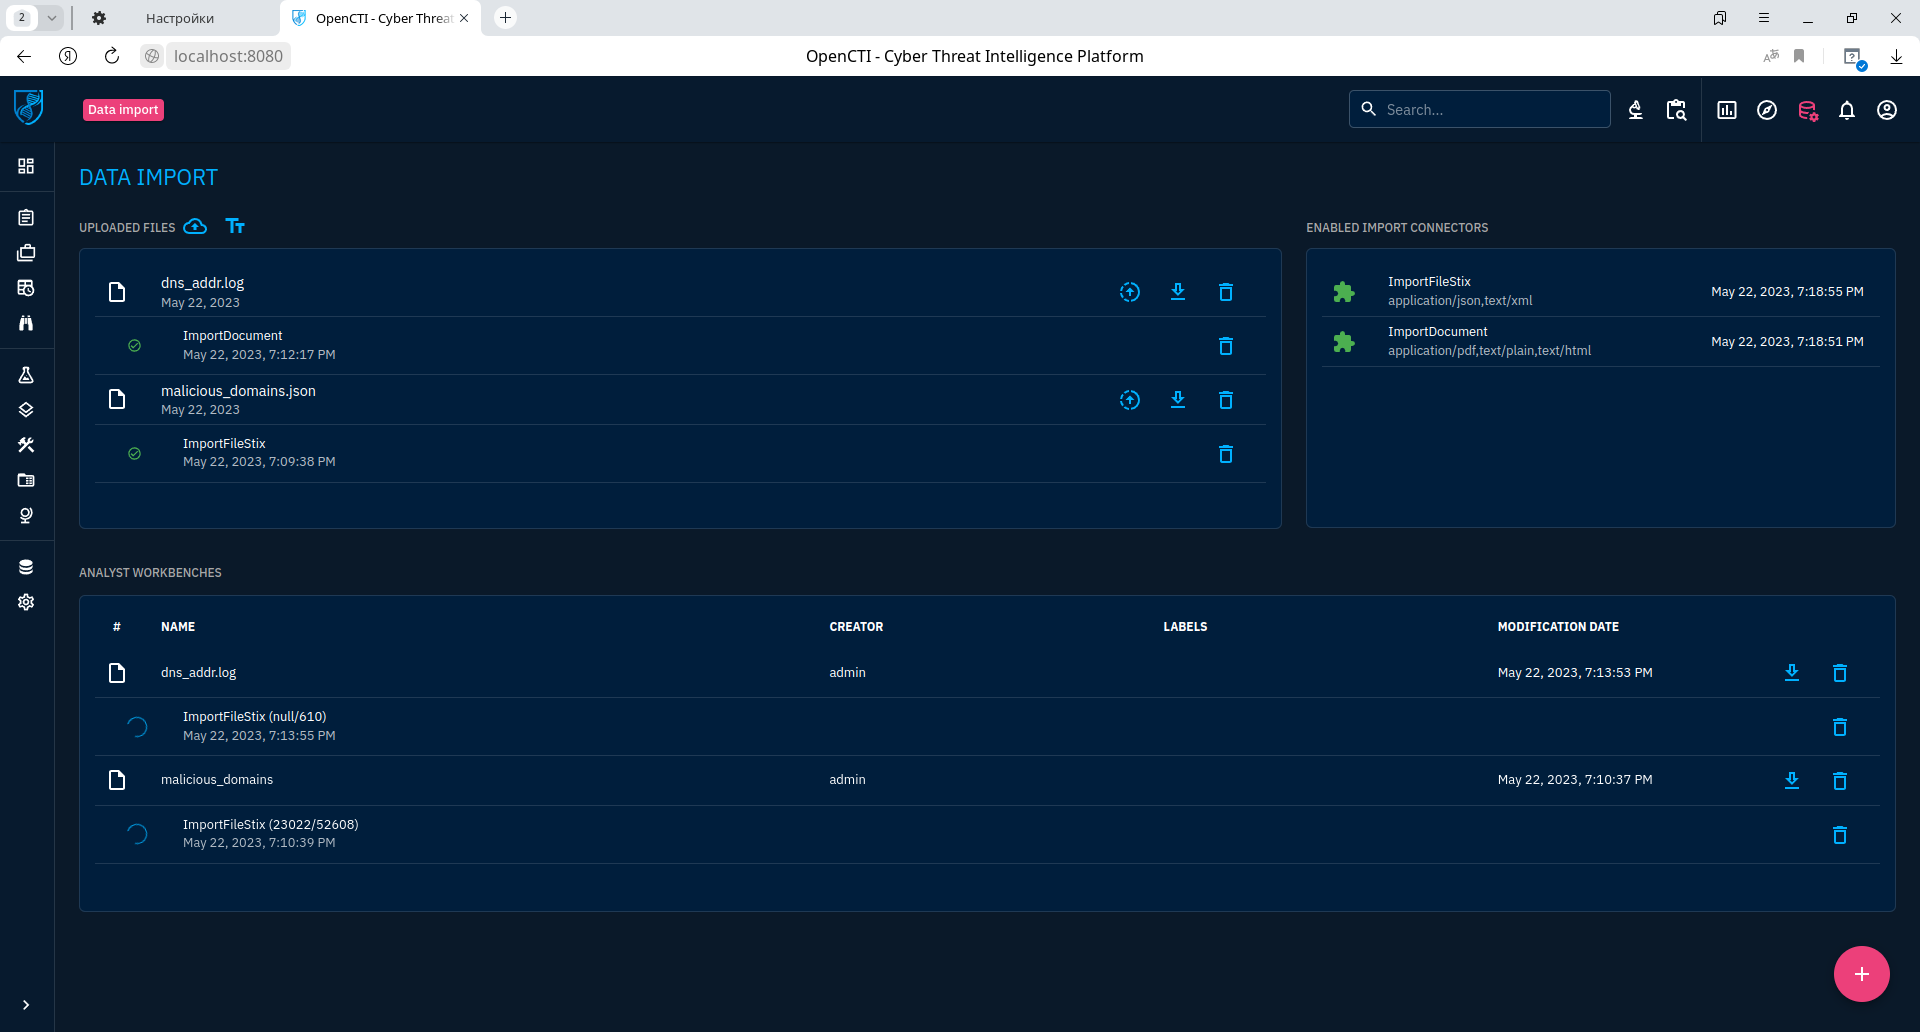 2
Настройки
OpenCTI - Cyber Threa
localhost:8080
OpenCTI - Cyber Threat Intelligence Platform
Data import
Search...
DATA IMPORT
UPLOADED FILES
dns_addr.log
May 22, 2023
ImportDocument
May 22, 2023, 7:12:17 PM
malicious_domains.json
May 22, 2023
ImportFileStix
May 22, 2023, 7:09:38 PM
ENABLED IMPORT CONNECTORS
ImportFileStix
application/json,text/xml
May 22, 2023, 7:18:55 PM
ImportDocument
application/pdf,text/plain,text/html
May 22, 2023, 7:18:51 PM
ANALYST WORKBENCHES
# NAME CREATOR LABELS MODIFICATION DATE
dns_addr.log admin May 22, 2023, 7:13:53 PM
ImportFileStix (null/610)
May 22, 2023, 7:13:55 PM
malicious_domains admin May 22, 2023, 7:10:37 PM
ImportFileStix (23022/52608)
May 22, 2023, 7:10:39 PM